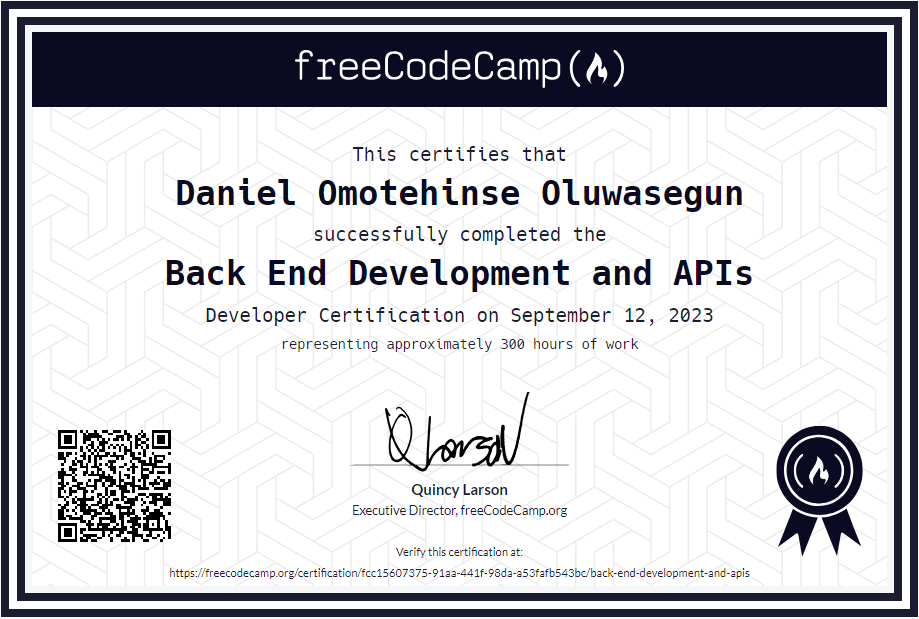 freeCodeCamp
This certifies that
Daniel Omotehinse Oluwasegun
successfully completed the
Back End Development and APIs
Developer Certification on September 12, 2023
representing approximately 300 hours of work
QLarson
Quincy Larson
Executive Director, freeCodeCamp.org
Verify this certification at:
https://freecodecamp.org/certification/fcc15607375-91aa-441f-98da-a53fafb543bc/back-end-development-and-apis